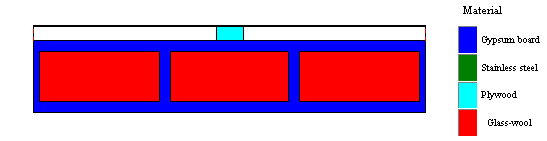 Material
Gypsum board
Stainless steel
Plywood
Glass-wool